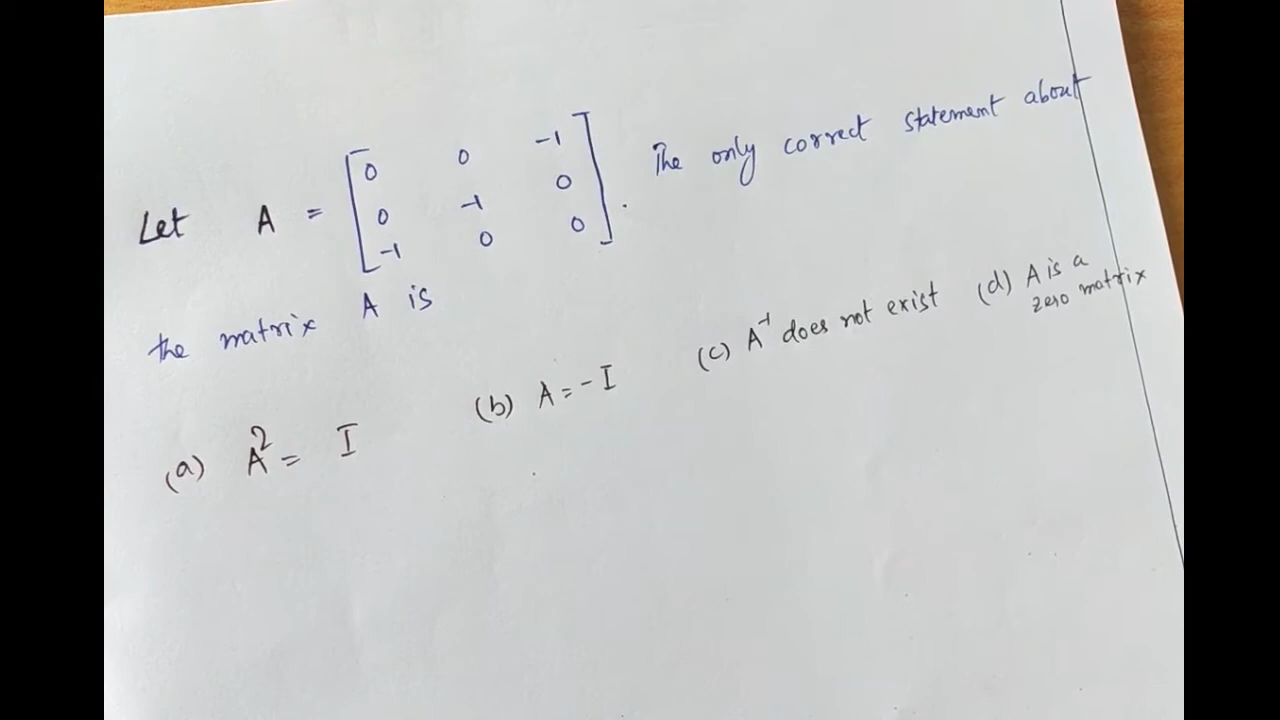 Let A = [0 0 -1
0 -1 0
-1 0 0]. The only correct statement about
the matrix A is
(a) A² = I (b) A = -I (c) A⁻¹ does not exist (d) A is a
zero matrix